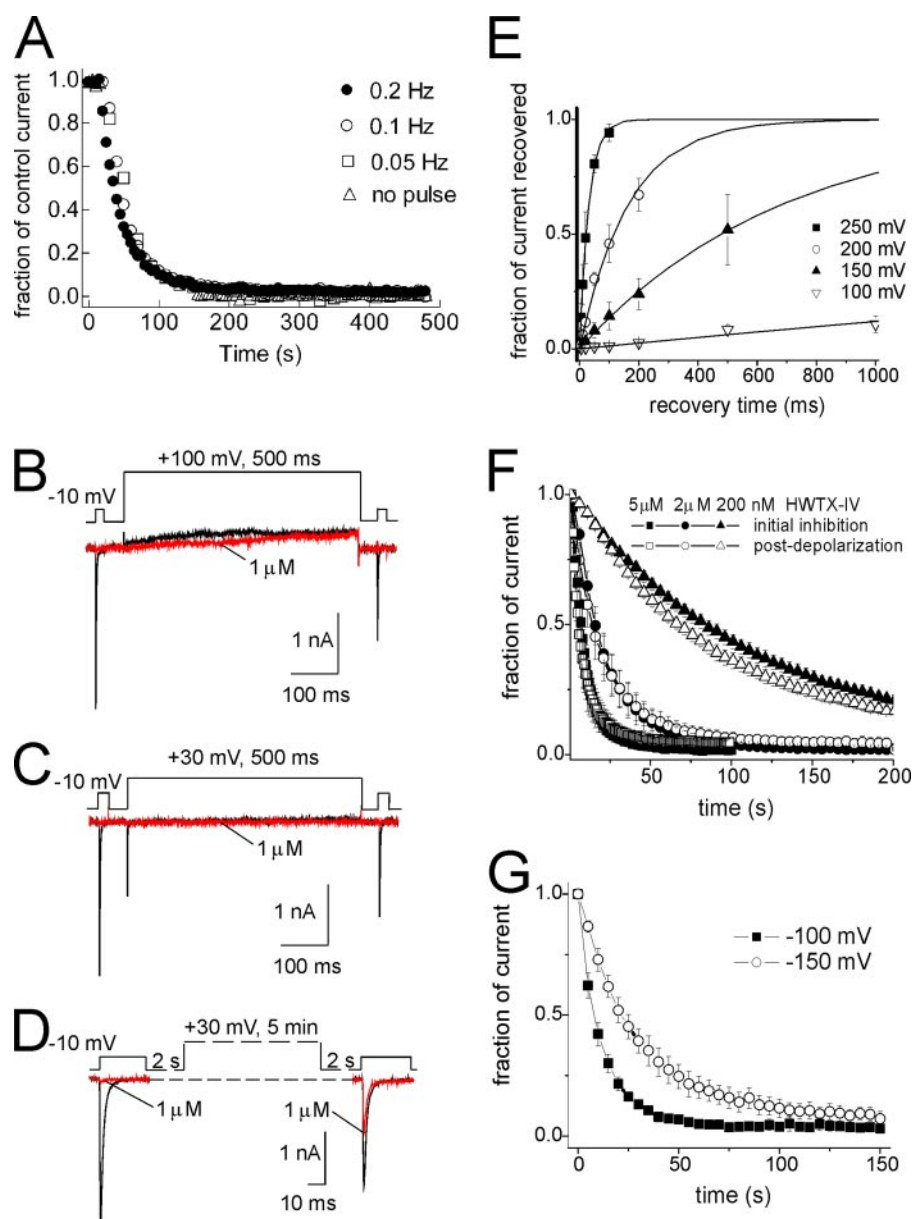 A
fraction of control current
1.0
0.8
0.6
0.4
0.2
0.0
0.2 Hz
0.1 Hz
0.05 Hz
no pulse
0 100 200 300 400 500
Time (s)
B
+100 mV, 500 ms
-10 mV
1 μM
1 nA
100 ms
C
+30 mV, 500 ms
-10 mV
1 μM
1 nA
100 ms
D
+30 mV, 5 min
-10 mV
2 s
2 s
1 μM
1 μM
1 nA
10 ms
E
fraction of current recovered
1.0
0.5
0.0
250 mV
200 mV
150 mV
100 mV
0 200 400 600 800 1000
recovery time (ms)
F
fraction of current
1.0
0.5
0.0
5μM 2μM 200 nM HWTX-IV
initial inhibition
post-depolarization
50 100 150 200
time (s)
G
fraction of current
1.0
0.5
0.0
-100 mV
-150 mV
0 50 100 150
time (s)